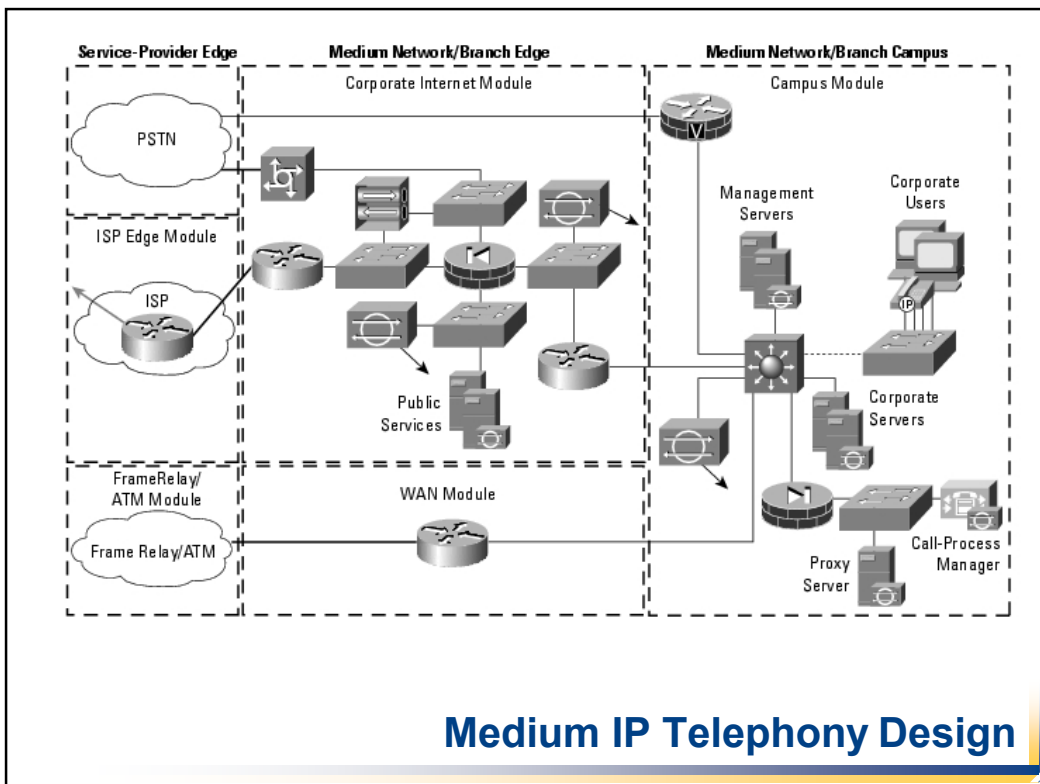 Service-Provider Edge
Medium Network/Branch Edge
Medium Network/Branch Campus
Corporate Internet Module
Campus Module
PSTN
V
Management
Servers
Corporate
Users
ISP Edge Module
ISP
IP
Public
Services
Corporate
Servers
FrameRelay/
ATM Module
WAN Module
Frame Relay/ATM
Proxy
Server
Call-Process
Manager
Medium IP Telephony Design